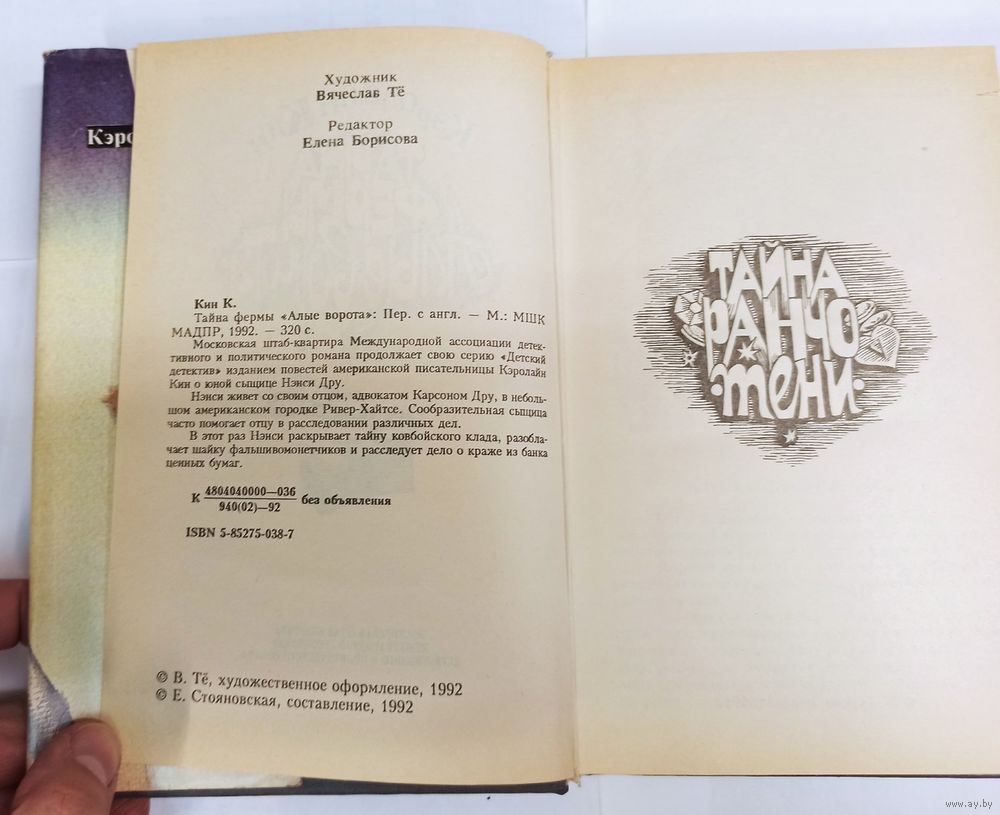 Кэро
Художник
Вячеслав Тё
Редактор
Елена Борисова
Кин К.
Тайна фермы «Алые ворота»: Пер. с англ. — М.: МШК
МАДПР, 1992. — 320 с.
Московская штаб-квартира Международной ассоциации детек-
тивного и политического романа продолжает свою серию «Детский
детектив» изданием повестей американской писательницы Кэролайн
Кин о юной сыщице Нэнси Дру.
Нэнси живет со своим отцом, адвокатом Карсоном Дру, в неболь-
шом американском городке Ривер-Хайтсе. Сообразительная сыщица
часто помогает отцу в расследовании различных дел.
В этот раз Нэнси раскрывает тайну ковбойского клада, разобла-
чает шайку фальшивомонетчиков и расследует дело о краже из банка
ценных бумаг.
К 4804040000—036
940(02)—92 без объявления
ISBN 5-85275-038-7
© В. Тё, художественное оформление, 1992
© Е. Стояновская, составление, 1992
ТАЙНА
РАНЧО
ТЕНИ
www.ay.by